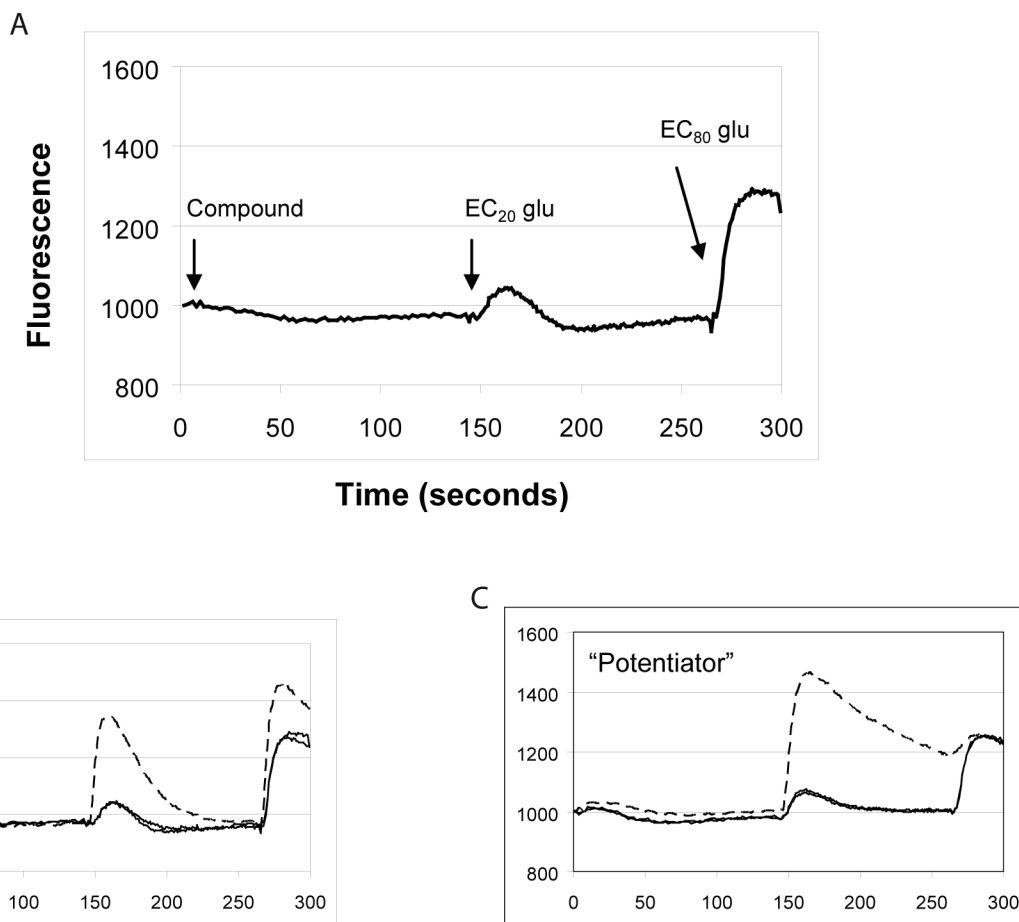 A
1600
1400
1200
1000
800
Fluorescence
Compound
EC20 glu
EC80 glu
0 50 100 150 200 250 300
Time (seconds)
100 150 200 250 300
C
1600
1400
1200
1000
800
“Potentiator”
0 50 100 150 200 250 300